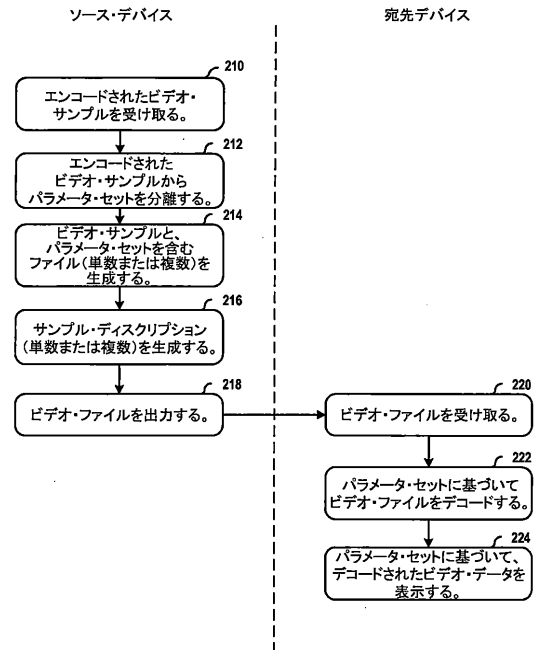 ソース・デバイス
宛先デバイス
210
エンコードされたビデオ・
サンプルを受け取る。
212
エンコードされた
ビデオ・サンプルから
パラメータ・セットを分離する。
214
ビデオ・サンプルと、
パラメータ・セットを含む
ファイル(単数または複数)を
生成する。
216
サンプル・ディスクリプション
(単数または複数)を生成する。
218
ビデオ・ファイルを出力する。
220
ビデオ・ファイルを受け取る。
222
パラメータ・セットに基づいて
ビデオ・ファイルをデコードする。
224
パラメータ・セットに基づいて、
デコードされたビデオ・データを
表示する。